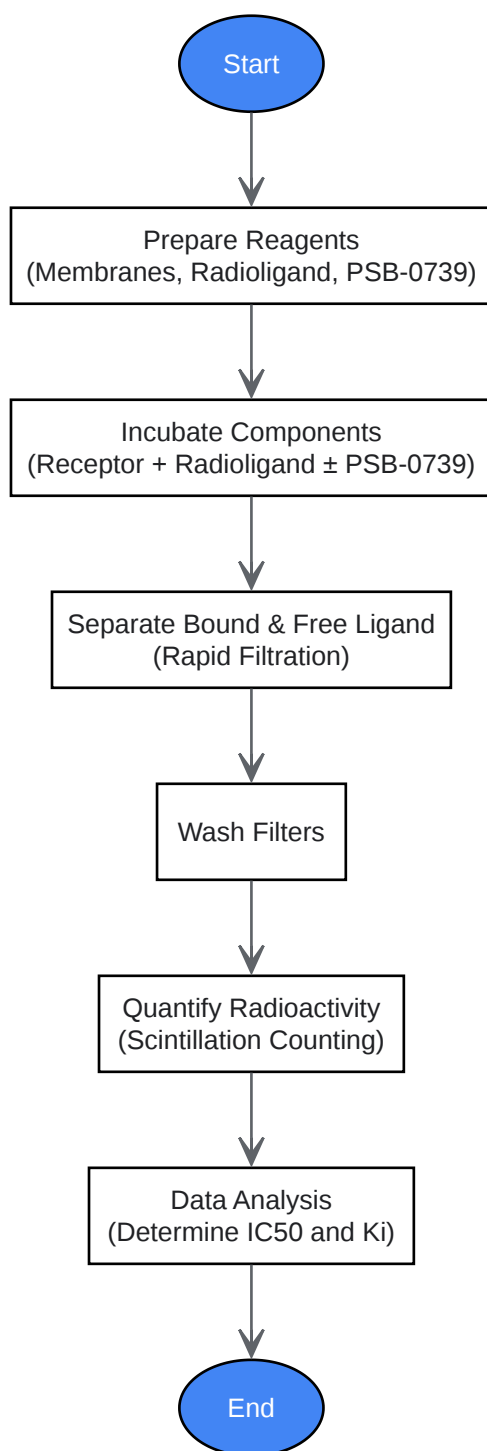 Start
Prepare Reagents
(Membranes, Radioligand, PSB-0739)
Incubate Components
(Receptor + Radioligand ± PSB-0739)
Separate Bound & Free Ligand
(Rapid Filtration)
Wash Filters
Quantify Radioactivity
(Scintillation Counting)
Data Analysis
(Determine IC50 and Ki)
End